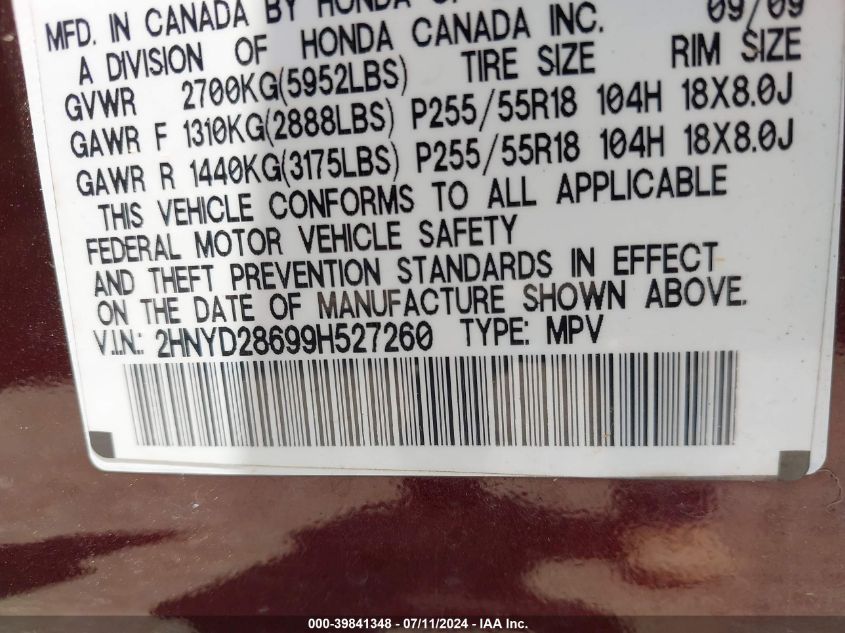 MFD. IN CANADA BY HONDA 09/09
A DIVISION OF HONDA CANADA INC.
GVWR 2700KG(5952LBS) TIRE SIZE RIM SIZE
GAWR F 1310KG(2888LBS) P255/55R18 104H 18X8.0J
GAWR R 1440KG(3175LBS) P255/55R18 104H 18X8.0J
THIS VEHICLE CONFORMS TO ALL APPLICABLE
FEDERAL MOTOR VEHICLE SAFETY
AND THEFT PREVENTION STANDARDS IN EFFECT
ON THE DATE OF MANUFACTURE SHOWN ABOVE.
V.I.N.: 2HNYD28699H527260 TYPE: MPV
000-39841348 - 07/11/2024 - IAA Inc.